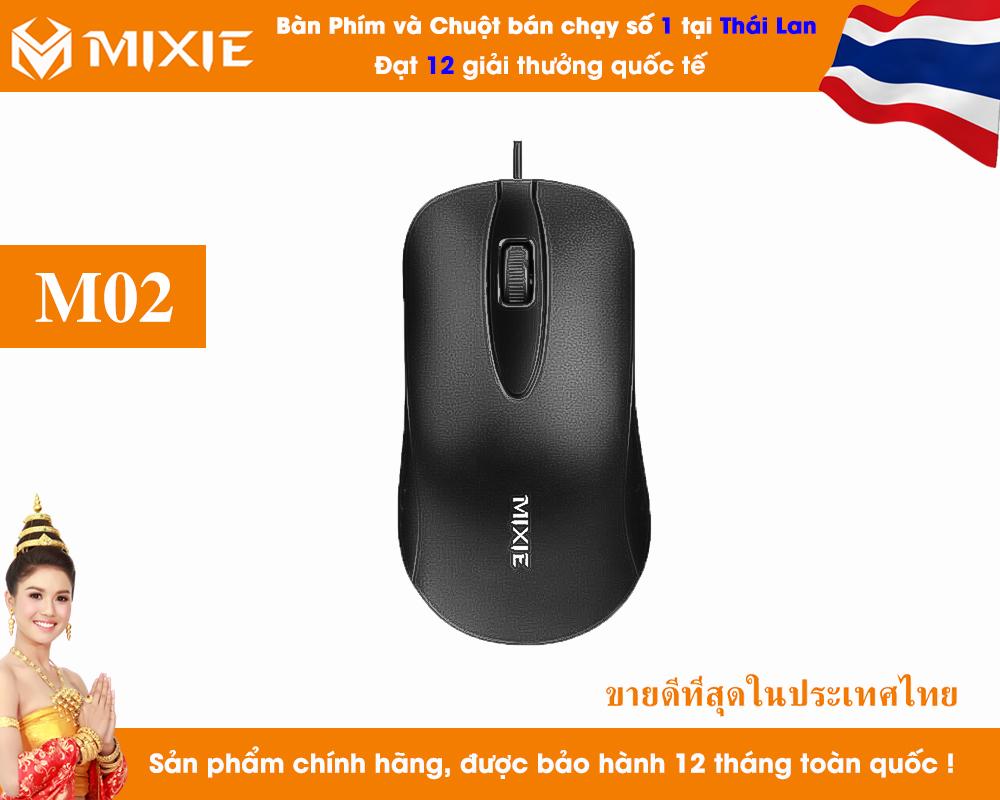 MIXIE
Bàn Phím và Chuột bán chạy số 1 tại Thái Lan
Đạt 12 giải thưởng quốc tế
M02
MIXIE
ขายดีที่สุดในประเทศไทย
Sản phẩm chính hãng, được bảo hành 12 tháng toàn quốc !